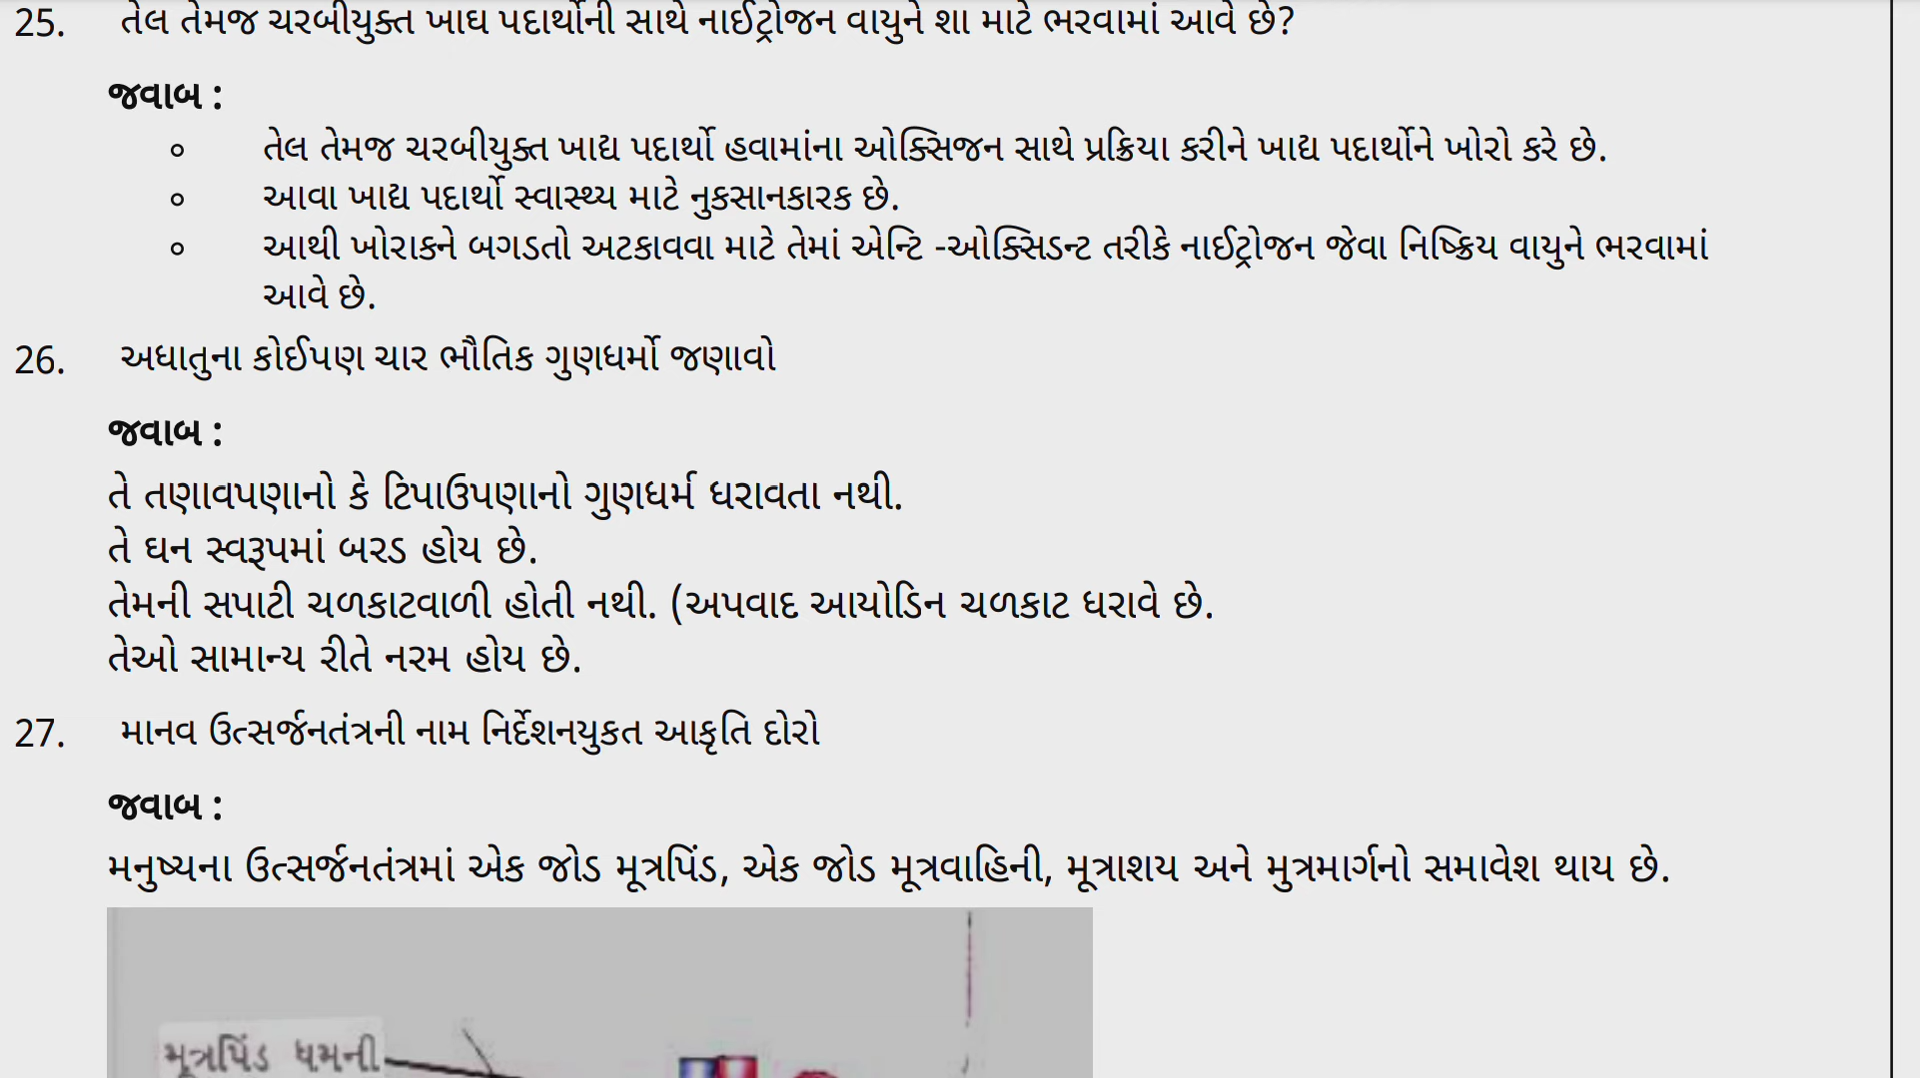 25. તેલ તેમજ ચરબીયુક્ત ખાઘ પદાર્થોની સાથે નાઈટ્રોજન વાયુને શા માટે ભરવામાં આવે છે?
જવાબ :
∘ તેલ તેમજ ચરબીયુક્ત ખાદ્ય પદાર્થો હવામાંના ઓક્સિજન સાથે પ્રક્રિયા કરીને ખાદ્ય પદાર્થોને ખોરો કરે છે.
∘ આવા ખાદ્ય પદાર્થો સ્વાસ્થ્ય માટે નુકસાનકારક છે.
∘ આથી ખોરાકને બગડતો અટકાવવા માટે તેમાં એન્ટિ -ઓક્સિડન્ટ તરીકે નાઈટ્રોજન જેવા નિષ્ક્રિય વાયુને ભરવામાં
આવે છે.
26. અધાતુના કોઈપણ ચાર ભૌતિક ગુણધર્મો જણાવો
જવાબ :
તે તણાવપણાનો કે ટિપાઉપણાનો ગુણધર્મ ધરાવતા નથી.
તે ઘન સ્વરૂપમાં બરડ હોય છે.
તેમની સપાટી ચળકાટવાળી હોતી નથી. (અપવાદ આયોડિન ચળકાટ ધરાવે છે.
તેઓ સામાન્ય રીતે નરમ હોય છે.
27. માનવ ઉત્સર્જનતંત્રની નામ નિર્દેશનયુકત આકૃતિ દોરો
જવાબ :
મનુષ્યના ઉત્સર્જનતંત્રમાં એક જોડ મૂત્રપિંડ, એક જોડ મૂત્રવાહિની, મૂત્રાશય અને મુત્રમાર્ગનો સમાવેશ થાય છે.
મૂત્રપિંડ ધમની